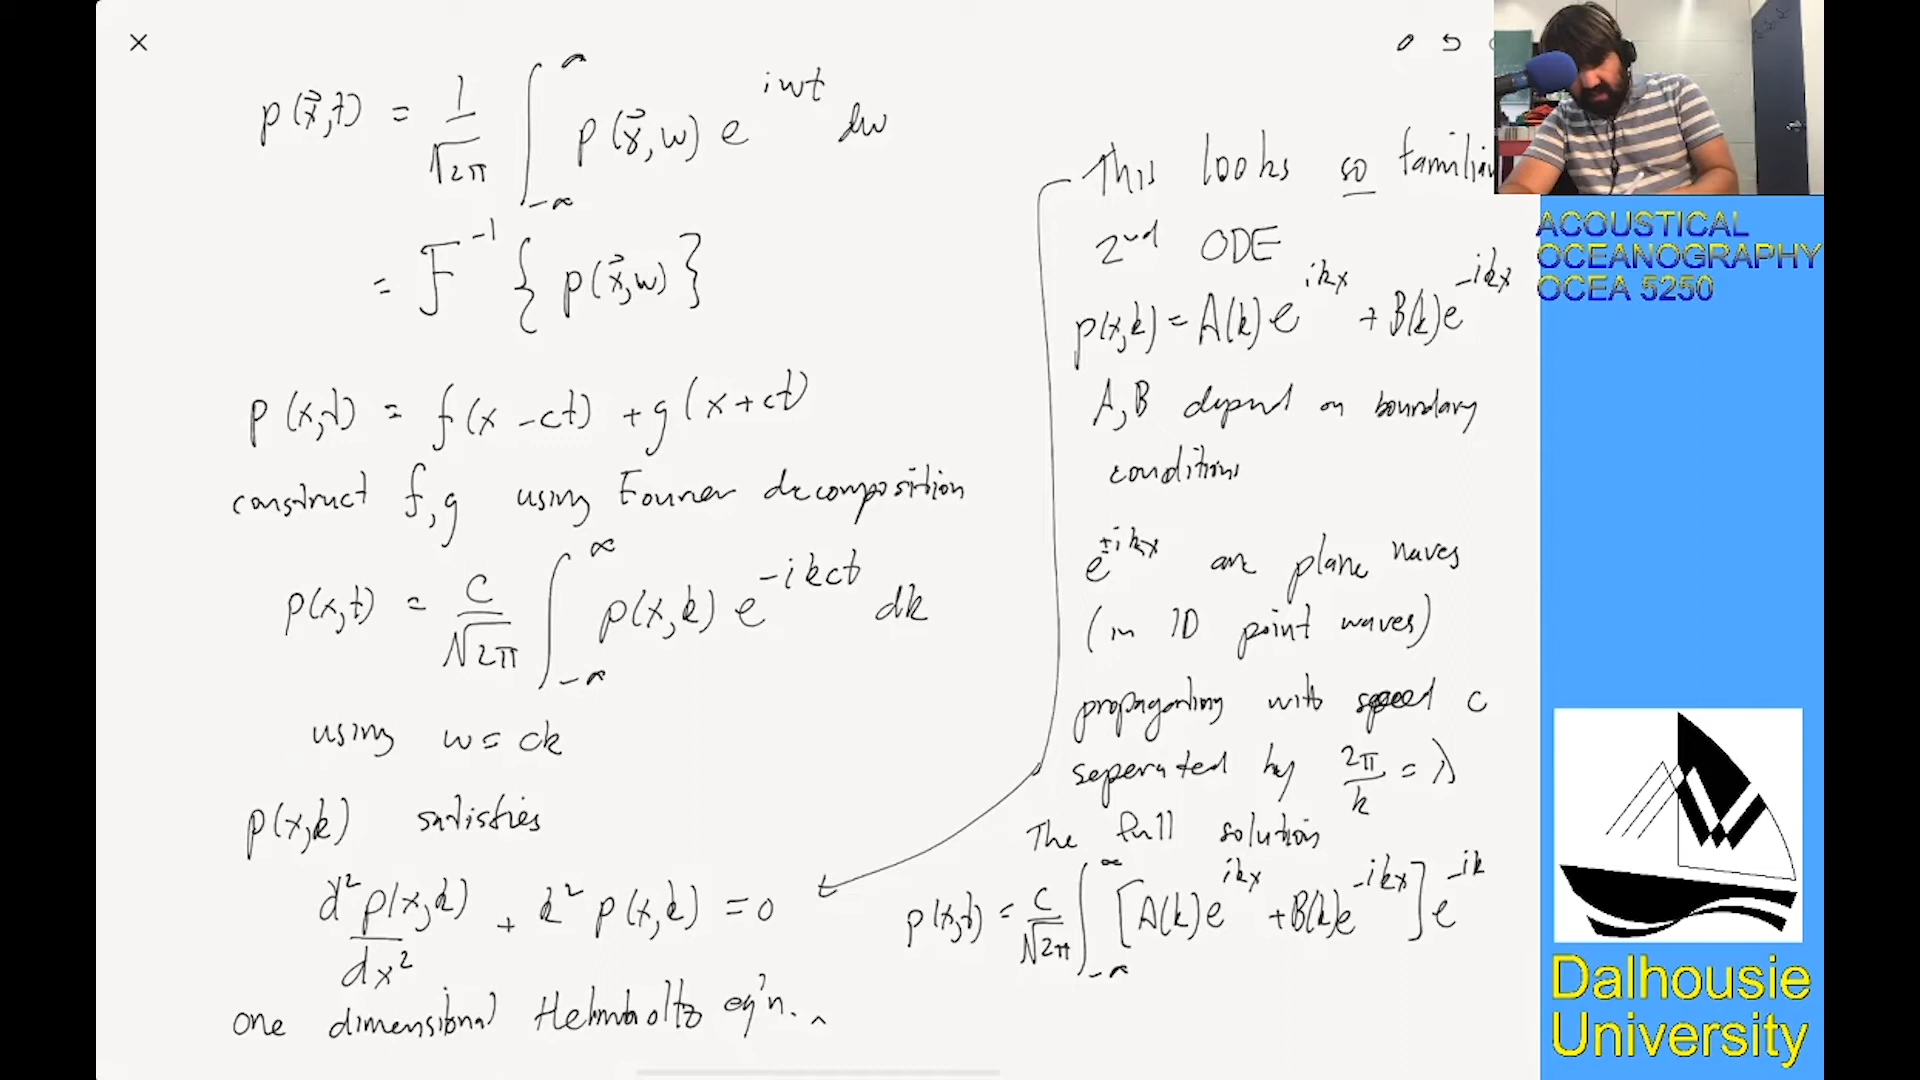 p(x⃗,t) = 1/√2π ∫_{-∞}^{∞} p(x⃗,w) e^{iwt} dw
= F^{-1} { p(x⃗,w) }
p(x,t) = f(x-ct) + g(x+ct)
construct f,g using Fourier decomposition
p(x,t) = c/√2π ∫_{-∞}^{∞} p(x,k) e^{-ikct} dk
using w = ck
p(x,k) satisfies
d²p(x,k)/dx² + k² p(x,k) = 0
one dimensional Helmholtz eq'n.
This looks so familiar
2nd ODE
p(x,k) = A(k)e^{ikx} + B(k)e^{-ikx}
A,B depend on boundary
conditions
e^{±ikx} are plane waves
(in 1D point waves)
propagating with speed c
seperated by 2π/k = λ
The full solution
p(x,t) = c/√2π ∫_{-∞}^{∞} [A(k)e^{ikx} + B(k)e^{-ikx}] e^{-ik
ACOUSTICAL
OCEANOGRAPHY
OCEA 5250
Dalhousie
University